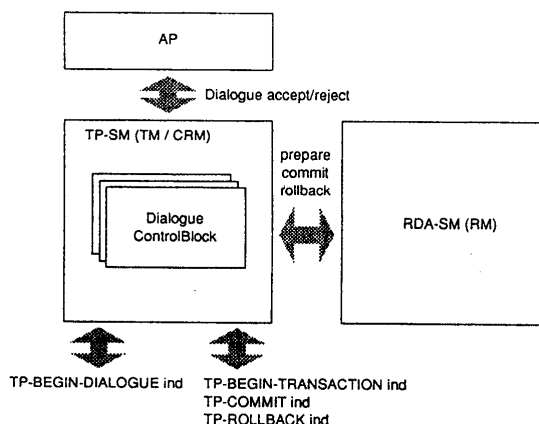 AP
Dialogue accept/reject
TP-SM (TM / CRM)
prepare
commit
rollback
Dialogue
ControlBlock
RDA-SM (RM)
TP-BEGIN-DIALOGUE ind
TP-BEGIN-TRANSACTION ind
TP-COMMIT ind
TP-ROLLBACK ind